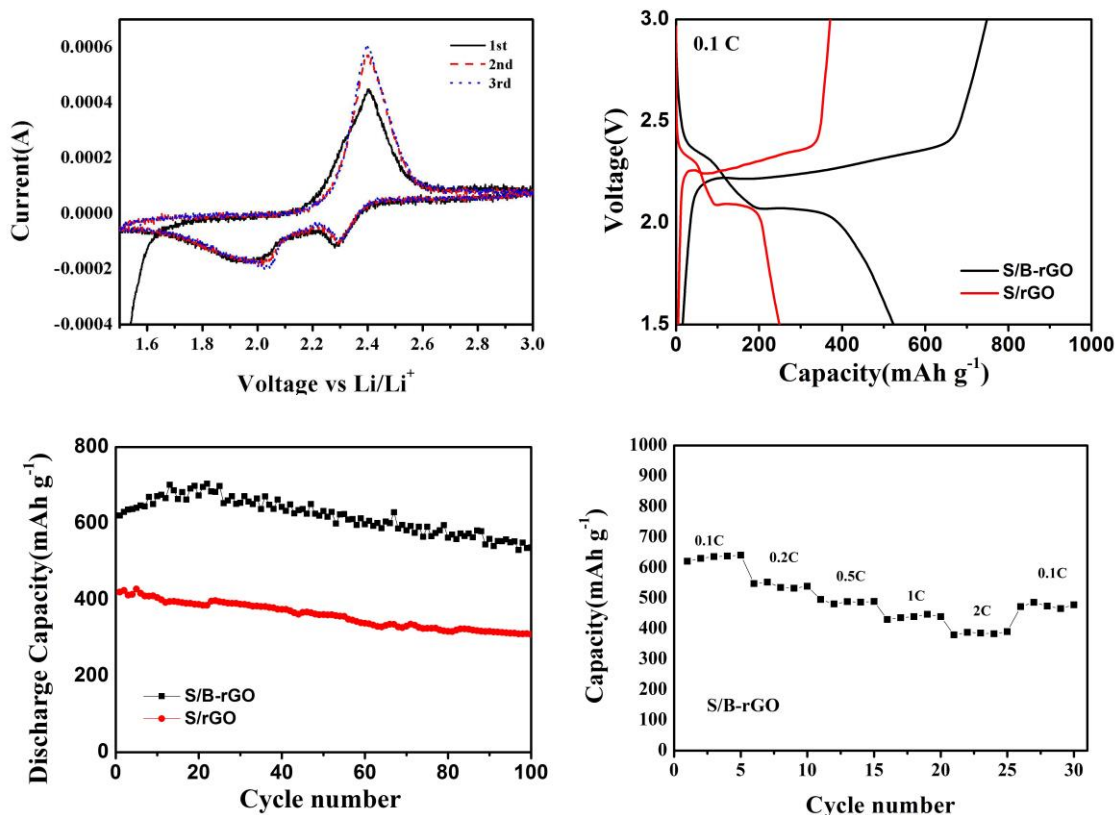 0.0006
0.0004
0.0002
0.0000
-0.0002
-0.0004
Current(A)
1st
2nd
3rd
1.6 1.8 2.0 2.2 2.4 2.6 2.8 3.0
Voltage vs Li/Li⁺
3.0
2.5
2.0
1.5
Voltage(V)
0.1 C
S/B-rGO
S/rGO
0 200 400 600 800 1000
Capacity(mAh g⁻¹)
800
600
400
200
0
Discharge Capacity(mAh g⁻¹)
S/B-rGO
S/rGO
0 20 40 60 80 100
Cycle number
1000
900
800
700
600
500
400
300
200
100
0
Capacity(mAh g⁻¹)
0.1C
0.2C
0.5C
1C
2C
0.1C
S/B-rGO
0 5 10 15 20 25 30
Cycle number